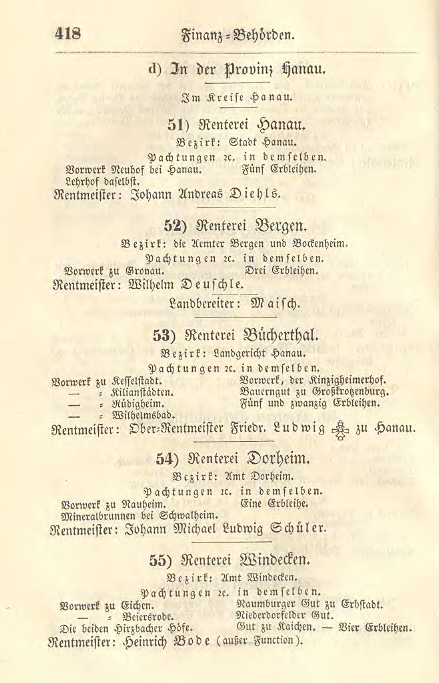 418 Finanz=Behörden.
d) In der Provinz Hanau.
Im Kreise Hanau.
51) Renterei Hanau.
Bezirk: Stadt Hanau.
Pachtungen ꝛc. in demselben.
Vorwerk Neuhof bei Hanau. Fünf Erbleihen.
Lehrhof daselbst.
Rentmeister: Johann Andreas Diehls.
52) Renterei Bergen.
Bezirk: die Aemter Bergen und Bockenheim.
Pachtungen ꝛc. in demselben.
Vorwerk zu Gronau. Drei Erbleihen.
Rentmeister: Wilhelm Deuschle.
Landbereiter: Maisch.
53) Renterei Bücherthal.
Bezirk: Landgericht Hanau.
Pachtungen ꝛc. in demselben.
Vorwerk zu Kesselstadt. Vorwerk, der Kinzigheimerhof.
— = Kilianstädten. Bauerngut zu Großkrozenburg.
— = Rüdigheim. Fünf und zwanzig Erbleihen.
— = Wilhelmsbad.
Rentmeister: Ober=Rentmeister Friedr. Ludwig zu Hanau.
54) Renterei Dorheim.
Bezirk: Amt Dorheim.
Pachtungen ꝛc. in demselben.
Vorwerk zu Nauheim. Eine Erbleihe.
Mineralbrunnen bei Schwalheim.
Rentmeister: Johann Michael Ludwig Schüler.
55) Renterei Windecken.
Bezirk: Amt Windecken.
Pachtungen ꝛc. in demselben.
Vorwerk zu Eichen. Naumburger Gut zu Erbstadt.
— = Beiersrode. Niederdorfelder Gut.
Die beiden Hirzbacher Höfe. Gut zu Kaichen. — Vier Erbleihen.
Rentmeister: Heinrich Bode (außer Function).